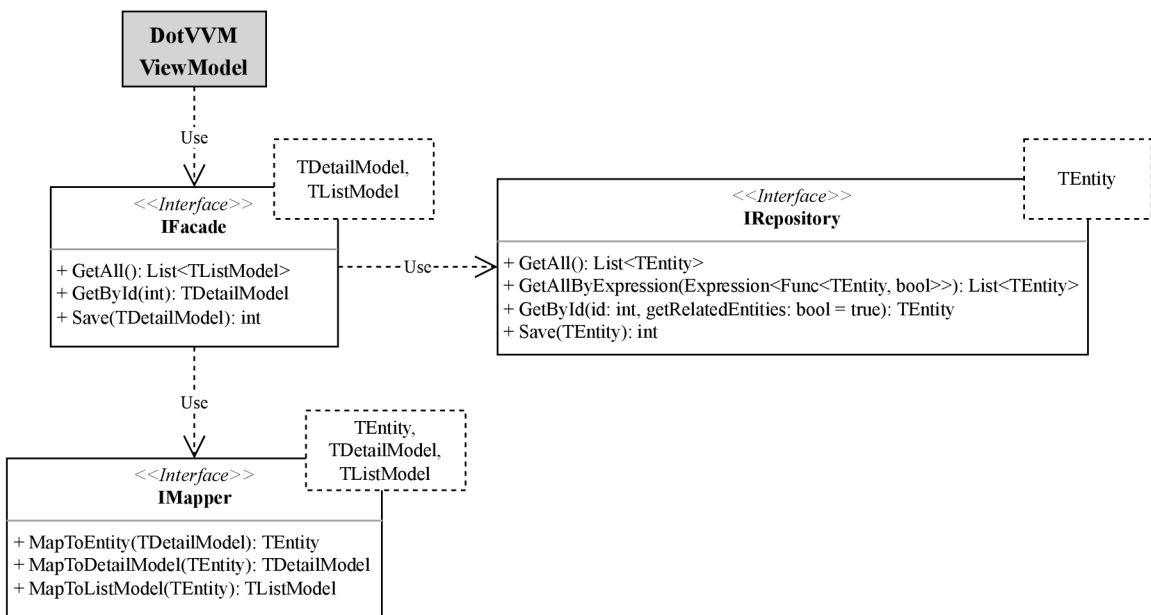 DotVVM
ViewModel
Use
TDetailModel,
TListModel
<<Interface>>
IFacade
+ GetAll(): List<TListModel>
+ GetById(int): TDetailModel
+ Save(TDetailModel): int
Use
TEntity
<<Interface>>
IRepository
+ GetAll(): List<TEntity>
+ GetAllByExpression(Expression<Func<TEntity, bool>>): List<TEntity>
+ GetById(id: int, getRelatedEntities: bool = true): TEntity
+ Save(TEntity): int
Use
TEntity,
TDetailModel,
TListModel
<<Interface>>
IMapper
+ MapToEntity(TDetailModel): TEntity
+ MapToDetailModel(TEntity): TDetailModel
+ MapToListModel(TEntity): TListModel